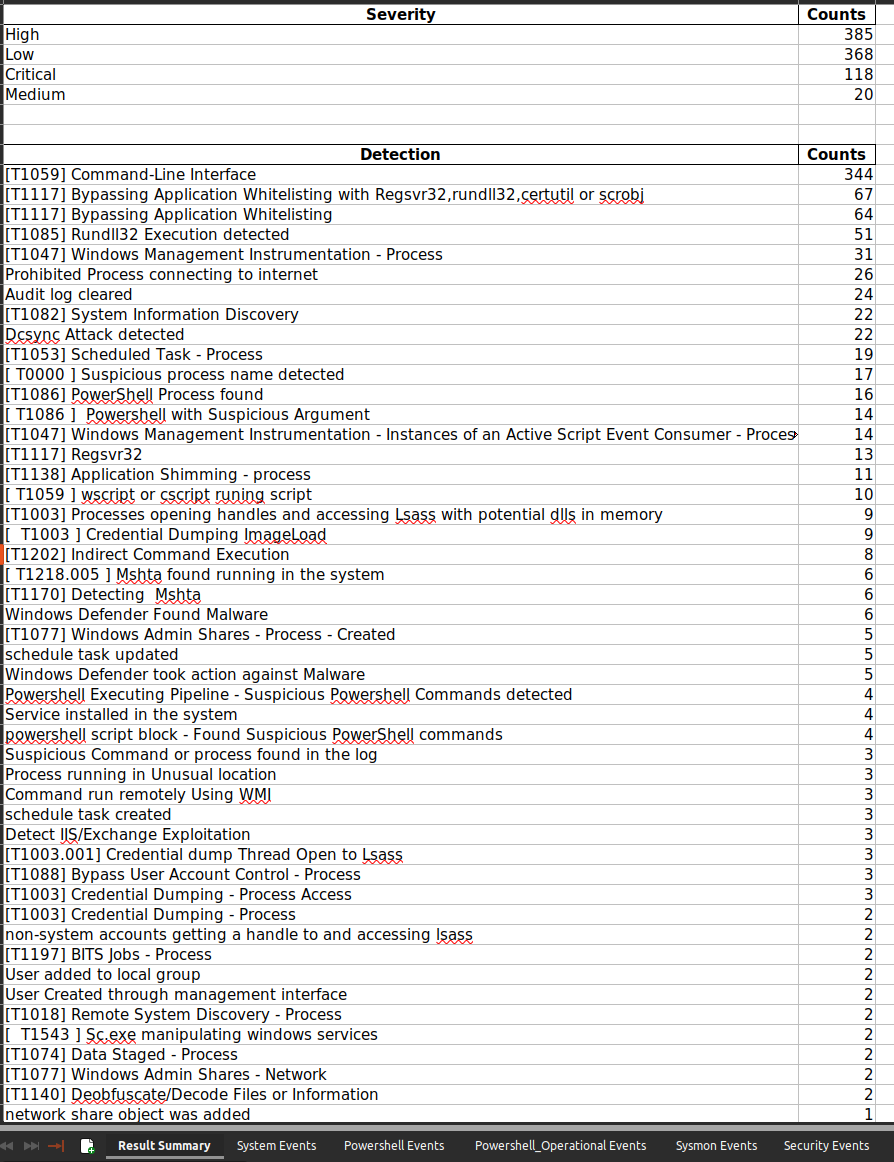 Severity Counts
High 385
Low 368
Critical 118
Medium 20
Detection Counts
[T1059] Command-Line Interface 344
[T1117] Bypassing Application Whitelisting with Regsvr32,rundll32,certutil or scrobj 67
[T1117] Bypassing Application Whitelisting 64
[T1085] Rundll32 Execution detected 51
[T1047] Windows Management Instrumentation - Process 31
Prohibited Process connecting to internet 26
Audit log cleared 24
[T1082] System Information Discovery 22
Dcsync Attack detected 22
[T1053] Scheduled Task - Process 19
[ T0000 ] Suspicious process name detected 17
[T1086] PowerShell Process found 16
[ T1086 ]  Powershell with Suspicious Argument 14
[T1047] Windows Management Instrumentation - Instances of an Active Script Event Consumer - Proces 14
[T1117] Regsvr32 13
[T1138] Application Shimming - process 11
[ T1059 ] wscript or cscript runing script 10
[T1003] Processes opening handles and accessing Lsass with potential dlls in memory 9
[  T1003 ] Credential Dumping ImageLoad 9
[T1202] Indirect Command Execution 8
[ T1218.005 ] Mshta found running in the system 6
[T1170] Detecting  Mshta 6
Windows Defender Found Malware 6
[T1077] Windows Admin Shares - Process - Created 5
schedule task updated 5
Windows Defender took action against Malware 5
Powershell Executing Pipeline - Suspicious Powershell Commands detected 4
Service installed in the system 4
powershell script block - Found Suspicious PowerShell commands 4
Suspicious Command or process found in the log 3
Process running in Unusual location 3
Command run remotely Using WMI 3
schedule task created 3
Detect IIS/Exchange Exploitation 3
[T1003.001] Credential dump Thread Open to Lsass 3
[T1088] Bypass User Account Control - Process 3
[T1003] Credential Dumping - Process Access 3
[T1003] Credential Dumping - Process 2
non-system accounts getting a handle to and accessing lsass 2
[T1197] BITS Jobs - Process 2
User added to local group 2
User Created through management interface 2
[T1018] Remote System Discovery - Process 2
[  T1543 ] Sc.exe manipulating windows services 2
[T1074] Data Staged - Process 2
[T1077] Windows Admin Shares - Network 2
[T1140] Deobfuscate/Decode Files or Information 2
network share object was added 1
Result Summary System Events Powershell Events Powershell_Operational Events Sysmon Events Security Events